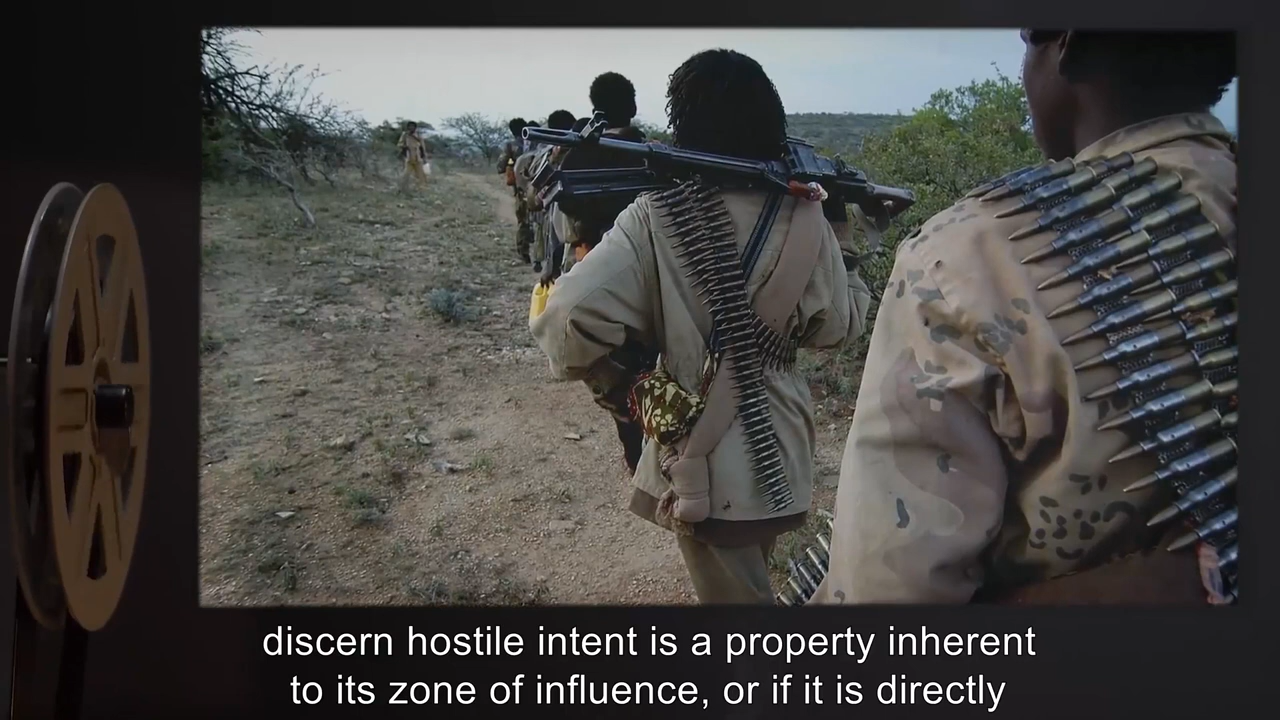 discern hostile intent is a property inherent
to its zone of influence, or if it is directly